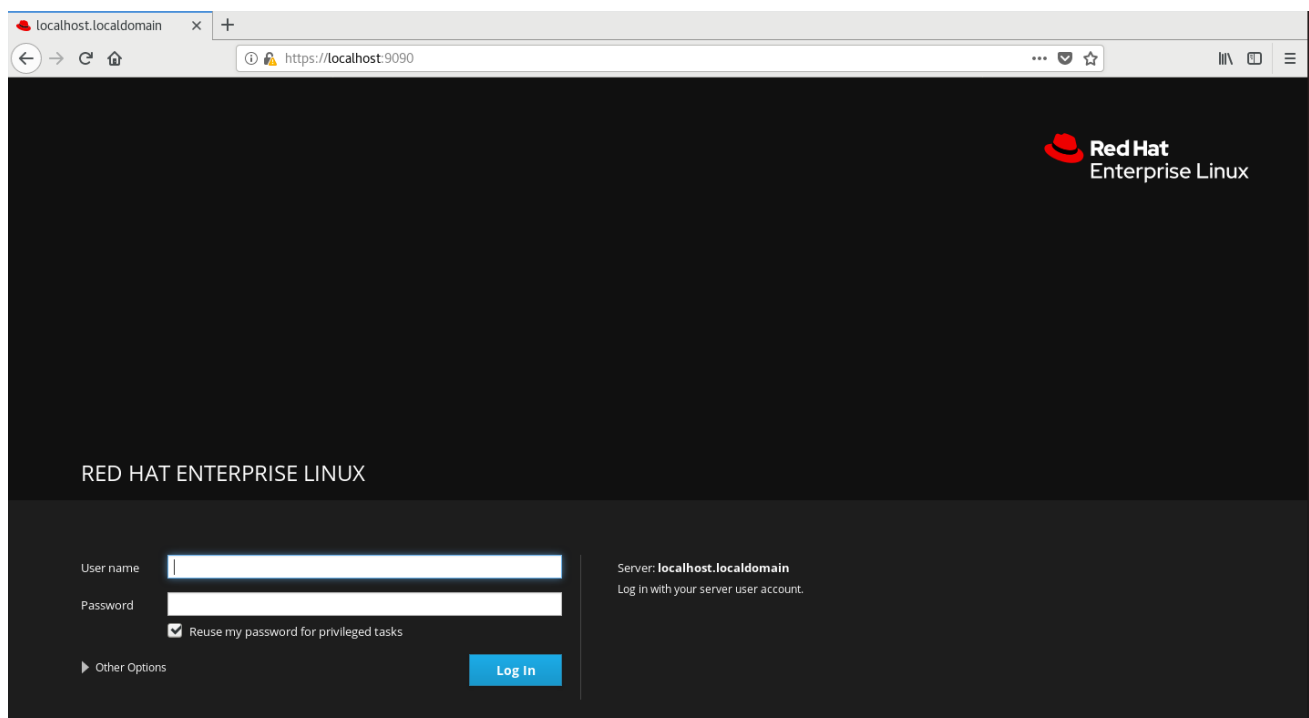 localhost.localdomain
https://localhost:9090
Red Hat
Enterprise Linux
RED HAT ENTERPRISE LINUX
User name
Password
Reuse my password for privileged tasks
Other Options
Log In
Server: localhost.localdomain
Log in with your server user account.